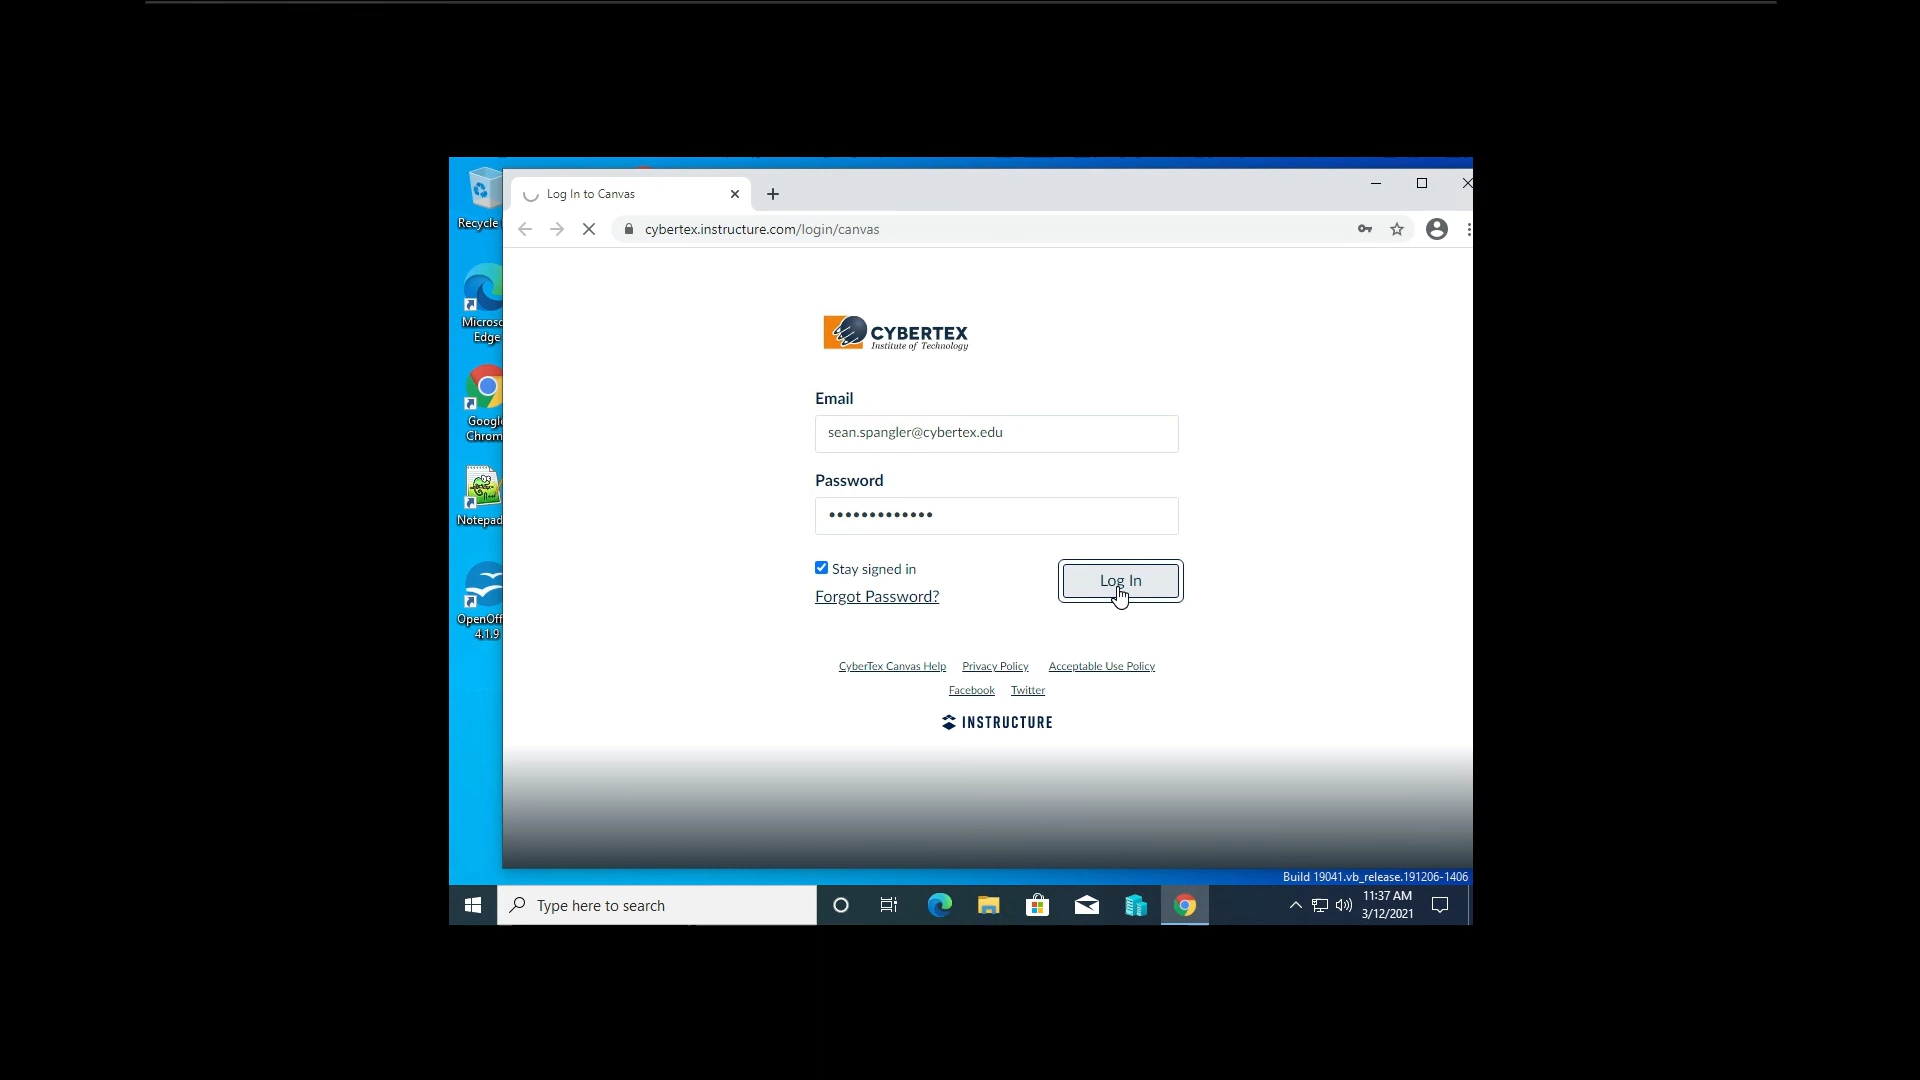 Log In to Canvas
cybertex.instructure.com/login/canvas
Recycle
Microso
Edge
Google
Chrom
Notepad
OpenOff
4.1.9
CYBERTEX
Institute of Technology
Email
sean.spangler@cybertex.edu
Password
•••••••••••••
Stay signed in
Log In
Forgot Password?
CyberTex Canvas Help Privacy Policy Acceptable Use Policy
Facebook Twitter
INSTRUCTURE
Build 19041.vb_release.191206-1406
Type here to search
11:37 AM
3/12/2021